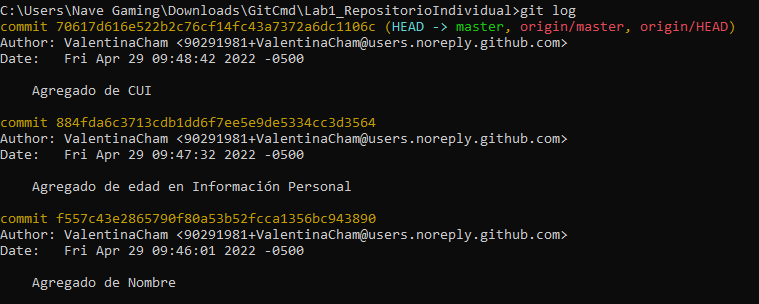 C:\Users\Nave Gaming\Downloads\GitCmd\Lab1_RepositorioIndividual>git log
commit 70617d616e522b2c76cf14fc43a7372a6dc1106c (HEAD -> master, origin/master, origin/HEAD)
Author: ValentinaCham <90291981+ValentinaCham@users.noreply.github.com>
Date:   Fri Apr 29 09:48:42 2022 -0500
Agregado de CUI
commit 884fda6c3713cdb1dd6f7ee5e9de5334cc3d3564
Author: ValentinaCham <90291981+ValentinaCham@users.noreply.github.com>
Date:   Fri Apr 29 09:47:32 2022 -0500
Agregado de edad en Información Personal
commit f557c43e2865790f80a53b52fcca1356bc943890
Author: ValentinaCham <90291981+ValentinaCham@users.noreply.github.com>
Date:   Fri Apr 29 09:46:01 2022 -0500
Agregado de Nombre